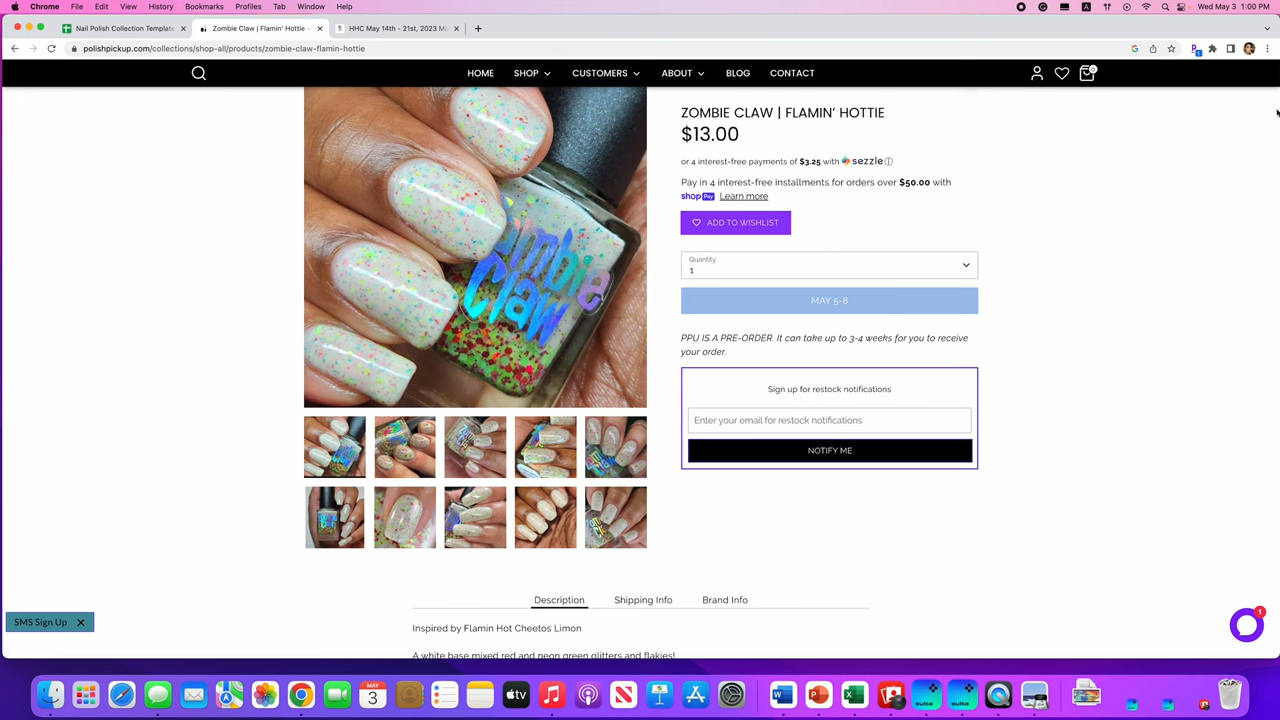 Chrome File Edit View History Bookmarks Profiles Tab Window Help
Wed May 3 1:00 PM
Nail Polish Collection Template
Zombie Claw | Flamin' Hottie –
HHC May 14th - 21st, 2023 M
polishpickup.com/collections/shop-all/products/zombie-claw-flamin-hottie
HOME SHOP CUSTOMERS ABOUT BLOG CONTACT
0
Zombie Claw
ZOMBIE CLAW | FLAMIN' HOTTIE
$13.00
or 4 interest-free payments of $3.25 with sezzle
Pay in 4 interest-free installments for orders over $50.00 with
shop Pay Learn more
ADD TO WISHLIST
Quantity
1
MAY 5-8
PPU IS A PRE-ORDER. It can take up to 3-4 weeks for you to receive
your order.
Sign up for restock notifications
Enter your email for restock notifications
NOTIFY ME
Description Shipping Info Brand Info
Inspired by Flamin Hot Cheetos Limon
A white base mixed red and neon green glitters and flakies!
SMS Sign Up
1
MAY
3
tv
suite
suite